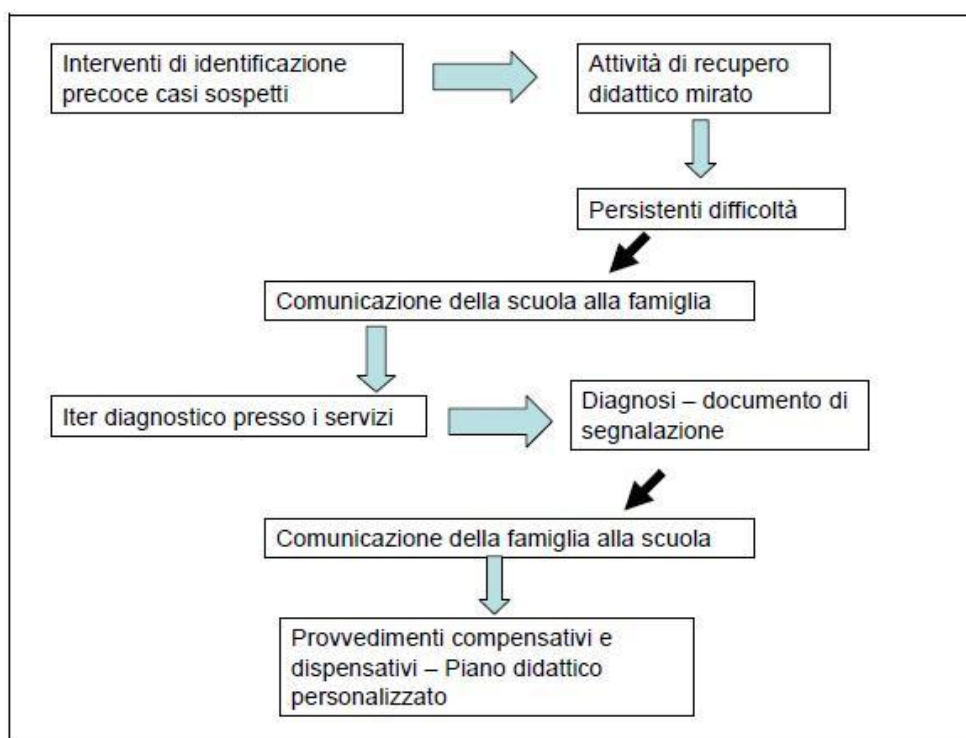 Interventi di identificazione
precoce casi sospetti
Attività di recupero
didattico mirato
Persistenti difficoltà
Comunicazione della scuola alla famiglia
Iter diagnostico presso i servizi
Diagnosi – documento di
segnalazione
Comunicazione della famiglia alla scuola
Provvedimenti compensativi e
dispensativi – Piano didattico
personalizzato